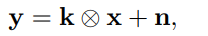 y = k ⊗ x + n,